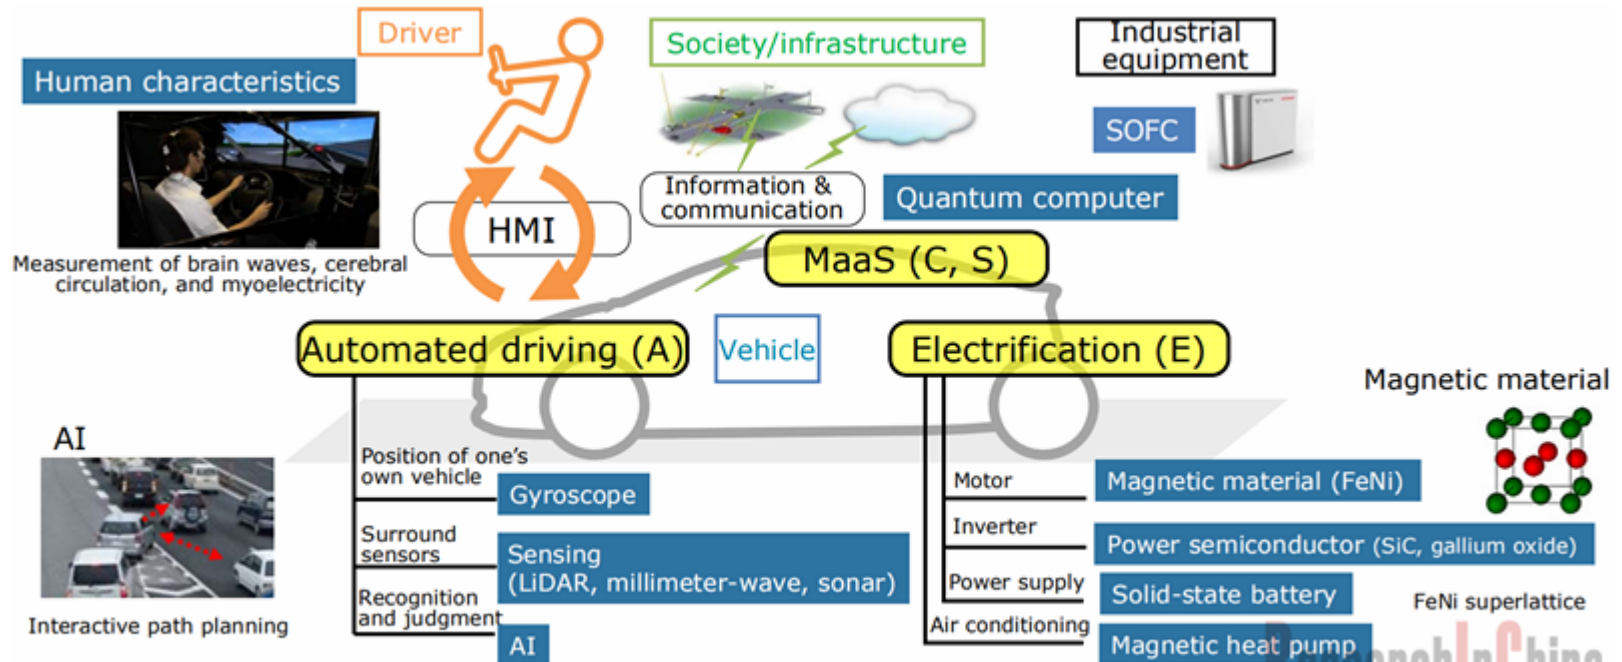 Driver
Society/infrastructure
Industrial
equipment
Human characteristics
SOFC
Information &
communication
Quantum computer
HMI
MaaS (C, S)
Measurement of brain waves, cerebral
circulation, and myoelectricity
Automated driving (A)
Vehicle
Electrification (E)
Magnetic material
AI
Position of one's
own vehicle
Gyroscope
Surround
sensors
Sensing
(LiDAR, millimeter-wave, sonar)
Recognition
and judgment
AI
Interactive path planning
Motor
Magnetic material (FeNi)
Inverter
Power semiconductor (SiC, gallium oxide)
Power supply
Solid-state battery
Air conditioning
Magnetic heat pump
FeNi superlattice